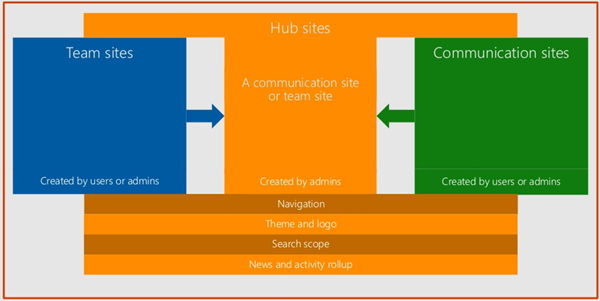 Hub sites
Team sites
A communication site
or team site
Communication sites
Created by users or admins
Created by admins
Created by users or admins
Navigation
Theme and logo
Search scope
News and activity rollup